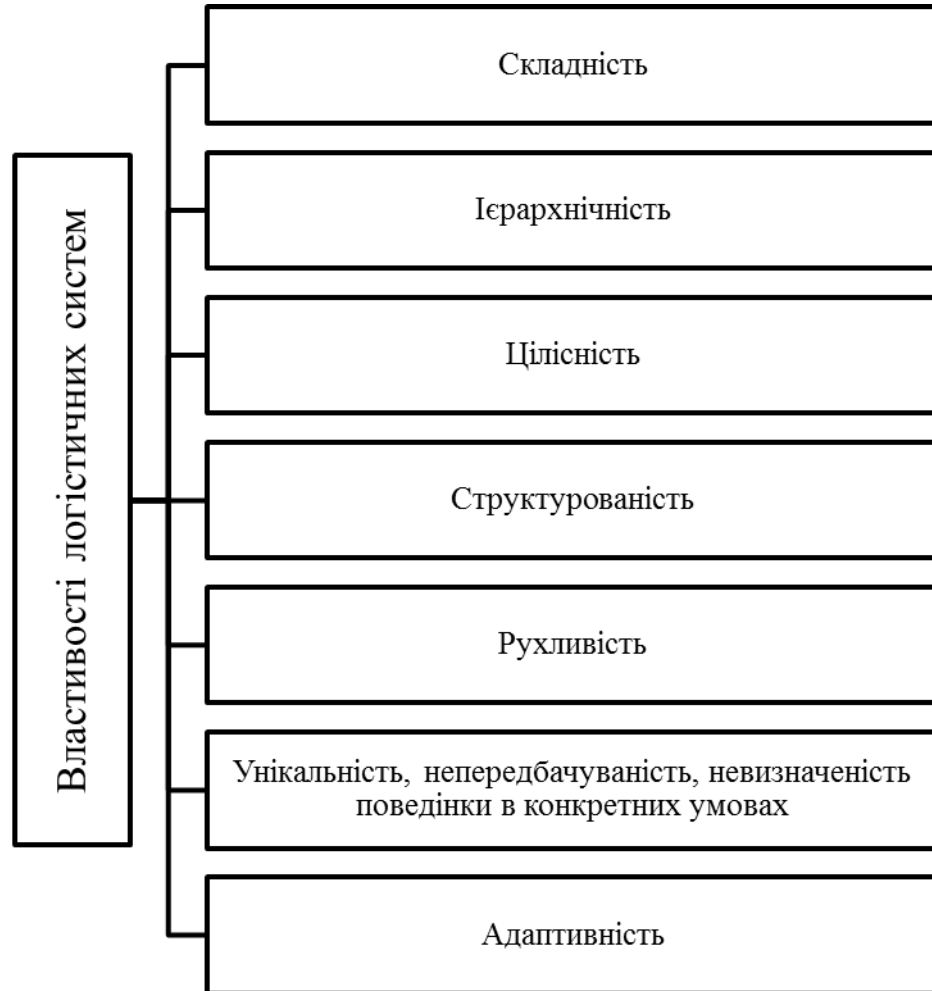 Властивості логістичних систем
Складність
Ієрархнічність
Цілісність
Структурованість
Рухливість
Унікальність, непередбачуваність, невизначеність
поведінки в конкретних умовах
Адаптивність